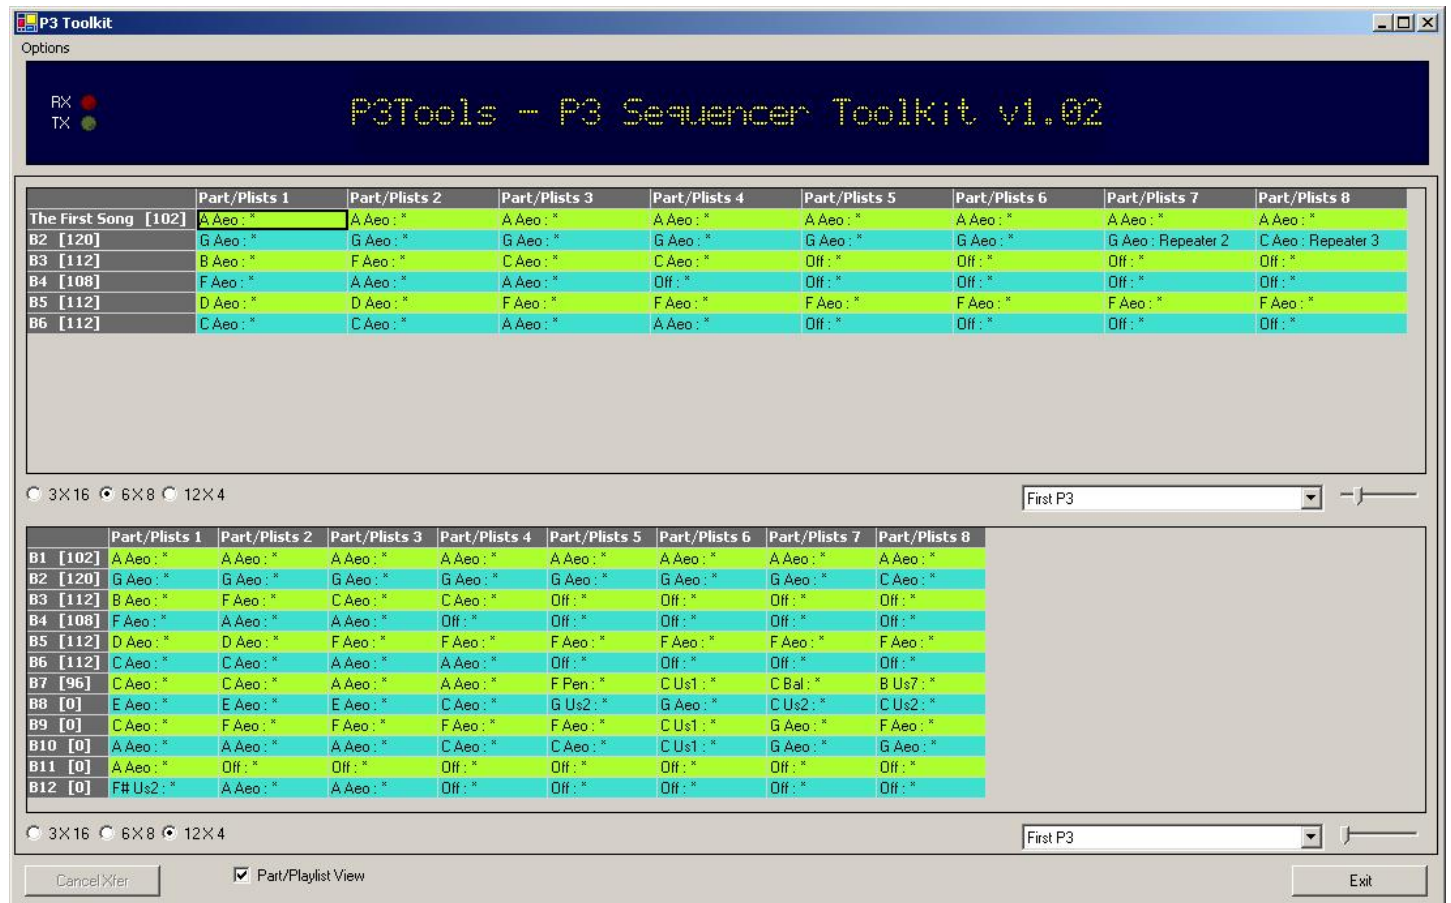 P3 Toolkit
Options
RX
TX
P3Tools - P3 Sequencer ToolKit v1.02
Part/Plists 1 Part/Plists 2 Part/Plists 3 Part/Plists 4 Part/Plists 5 Part/Plists 6 Part/Plists 7 Part/Plists 8
The First Song [102] A Aeo : * A Aeo : * A Aeo : * A Aeo : * A Aeo : * A Aeo : * A Aeo : * A Aeo : *
B2 [120] G Aeo : * G Aeo : * G Aeo : * G Aeo : * G Aeo : * G Aeo : * G Aeo : Repeater 2 C Aeo : Repeater 3
B3 [112] B Aeo : * F Aeo : * C Aeo : * C Aeo : * Off : * Off : * Off : * Off : *
B4 [108] F Aeo : * A Aeo : * A Aeo : * Off : * Off : * Off : * Off : * Off : *
B5 [112] D Aeo : * D Aeo : * F Aeo : * F Aeo : * F Aeo : * F Aeo : * F Aeo : * F Aeo : *
B6 [112] C Aeo : * C Aeo : * A Aeo : * A Aeo : * Off : * Off : * Off : * Off : *
3X16 6X8 12X4 First P3
Part/Plists 1 Part/Plists 2 Part/Plists 3 Part/Plists 4 Part/Plists 5 Part/Plists 6 Part/Plists 7 Part/Plists 8
B1 [102] A Aeo : * A Aeo : * A Aeo : * A Aeo : * A Aeo : * A Aeo : * A Aeo : * A Aeo : *
B2 [120] G Aeo : * G Aeo : * G Aeo : * G Aeo : * G Aeo : * G Aeo : * G Aeo : * C Aeo : *
B3 [112] B Aeo : * F Aeo : * C Aeo : * C Aeo : * Off : * Off : * Off : * Off : *
B4 [108] F Aeo : * A Aeo : * A Aeo : * Off : * Off : * Off : * Off : * Off : *
B5 [112] D Aeo : * D Aeo : * F Aeo : * F Aeo : * F Aeo : * F Aeo : * F Aeo : * F Aeo : *
B6 [112] C Aeo : * C Aeo : * A Aeo : * A Aeo : * Off : * Off : * Off : * Off : *
B7 [96] C Aeo : * C Aeo : * A Aeo : * A Aeo : * F Pen : * C Us1 : * C Bal : * B Us7 : *
B8 [0] E Aeo : * E Aeo : * E Aeo : * C Aeo : * G Us2 : * G Aeo : * C Us2 : * C Us2 : *
B9 [0] C Aeo : * F Aeo : * F Aeo : * F Aeo : * F Aeo : * C Us1 : * G Aeo : * F Aeo : *
B10 [0] A Aeo : * A Aeo : * A Aeo : * C Aeo : * C Aeo : * C Us1 : * G Aeo : * G Aeo : *
B11 [0] A Aeo : * Off : * Off : * Off : * Off : * Off : * Off : * Off : *
B12 [0] F# Us2 : * A Aeo : * A Aeo : * Off : * Off : * Off : * Off : * Off : *
3X16 6X8 12X4 First P3
Cancel Xfer Part/Playlist View Exit